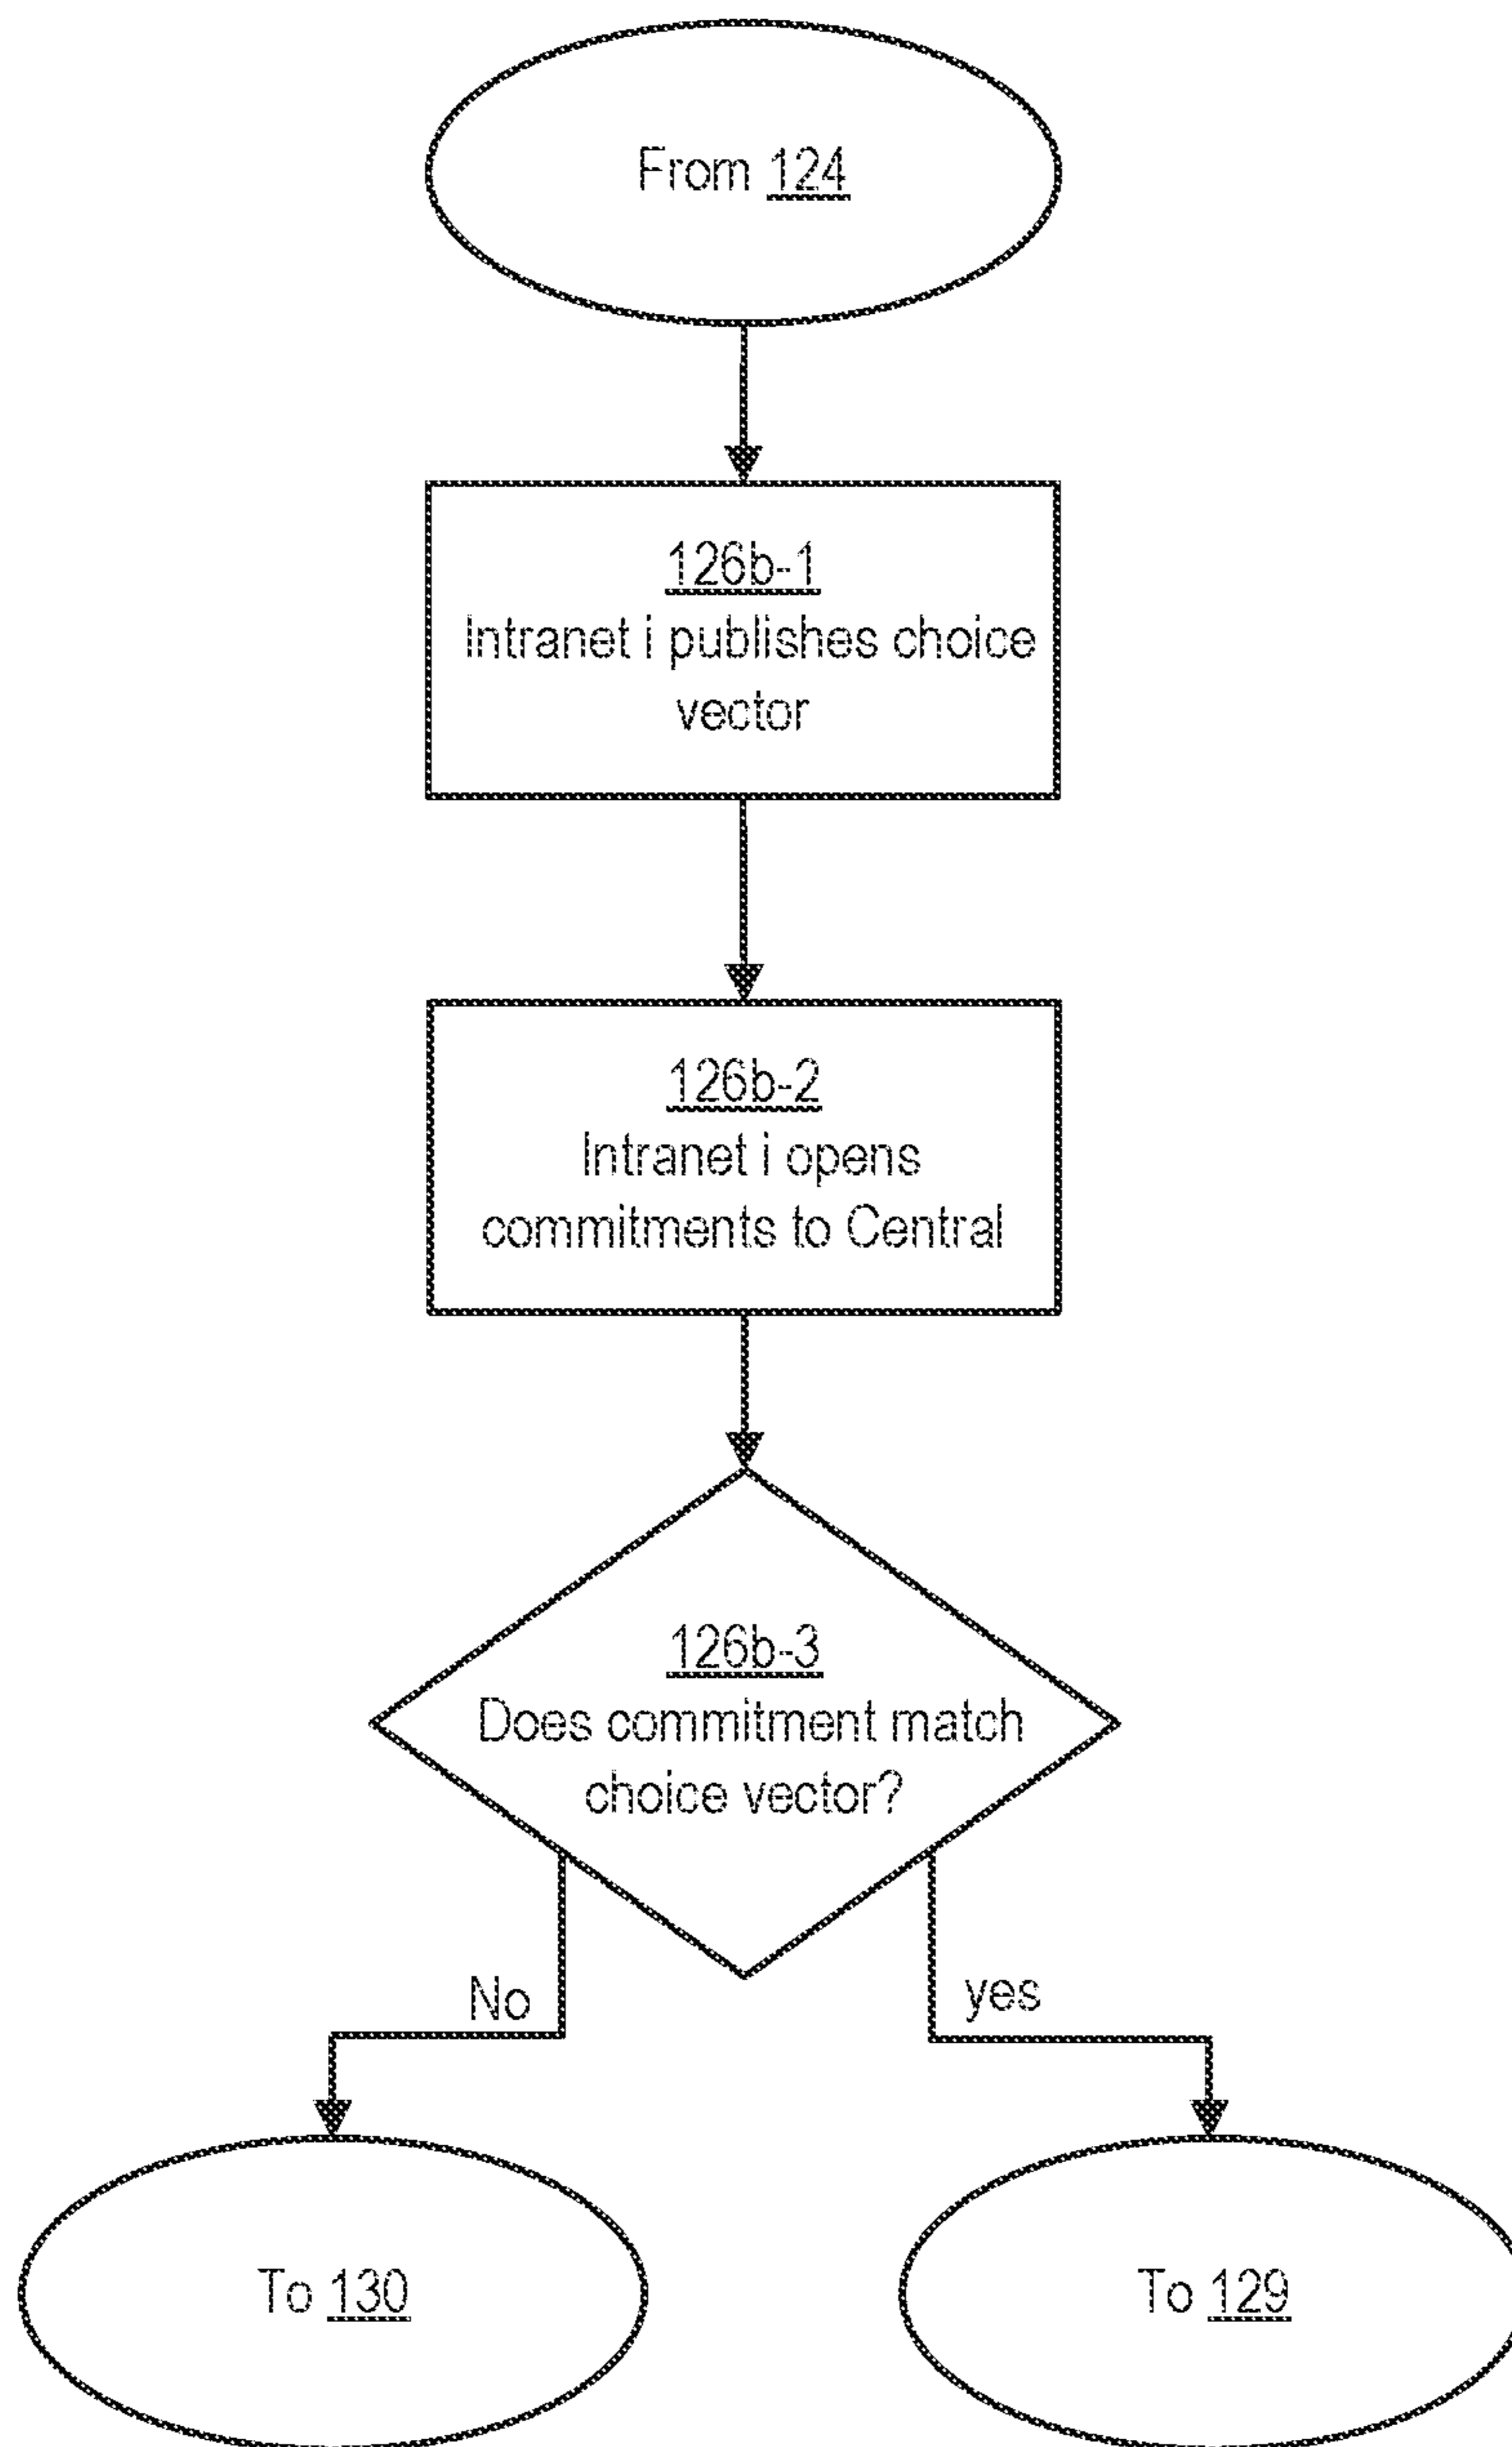 From 124
126b-1
Intranet i publishes choice
vector
126b-2
Intranet i opens
commitments to Central
126b-3
Does commitment match
choice vector?
No
yes
To 130
To 129